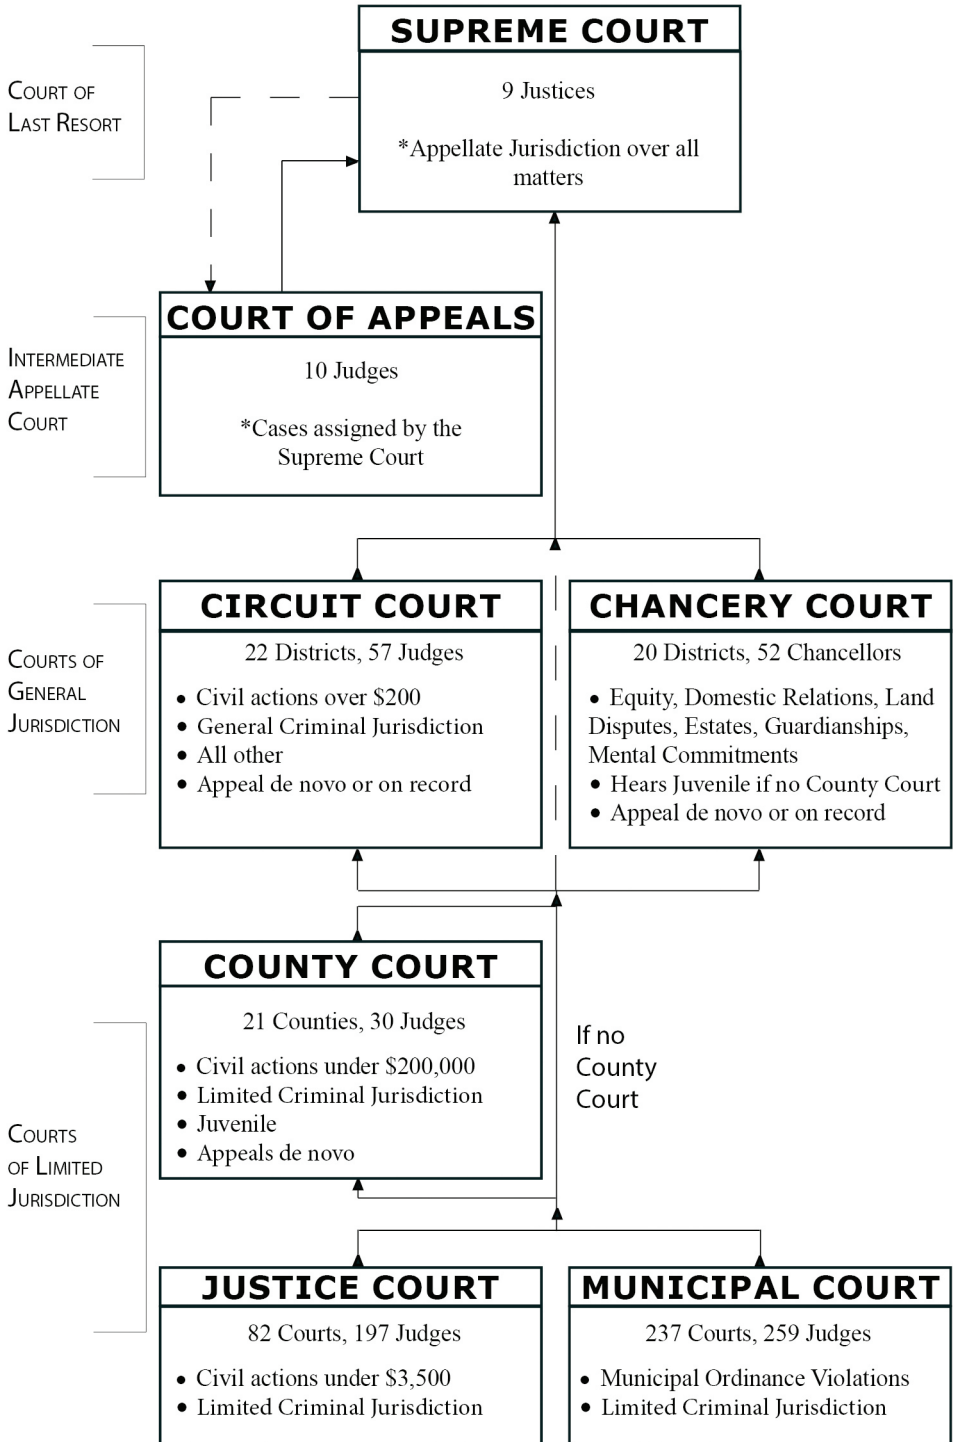 SUPREME COURT
9 Justices
*Appellate Jurisdiction over all
matters
COURT OF
LAST RESORT
COURT OF APPEALS
10 Judges
*Cases assigned by the
Supreme Court
INTERMEDIATE
APPELLATE
COURT
CIRCUIT COURT
22 Districts, 57 Judges
• Civil actions over $200
• General Criminal Jurisdiction
• All other
• Appeal de novo or on record
CHANCERY COURT
20 Districts, 52 Chancellors
• Equity, Domestic Relations, Land
Disputes, Estates, Guardianships,
Mental Commitments
• Hears Juvenile if no County Court
• Appeal de novo or on record
COURTS OF
GENERAL
JURISDICTION
COUNTY COURT
21 Counties, 30 Judges
• Civil actions under $200,000
• Limited Criminal Jurisdiction
• Juvenile
• Appeals de novo
If no
County
Court
COURTS
OF LIMITED
JURISDICTION
JUSTICE COURT
82 Courts, 197 Judges
• Civil actions under $3,500
• Limited Criminal Jurisdiction
MUNICIPAL COURT
237 Courts, 259 Judges
• Municipal Ordinance Violations
• Limited Criminal Jurisdiction